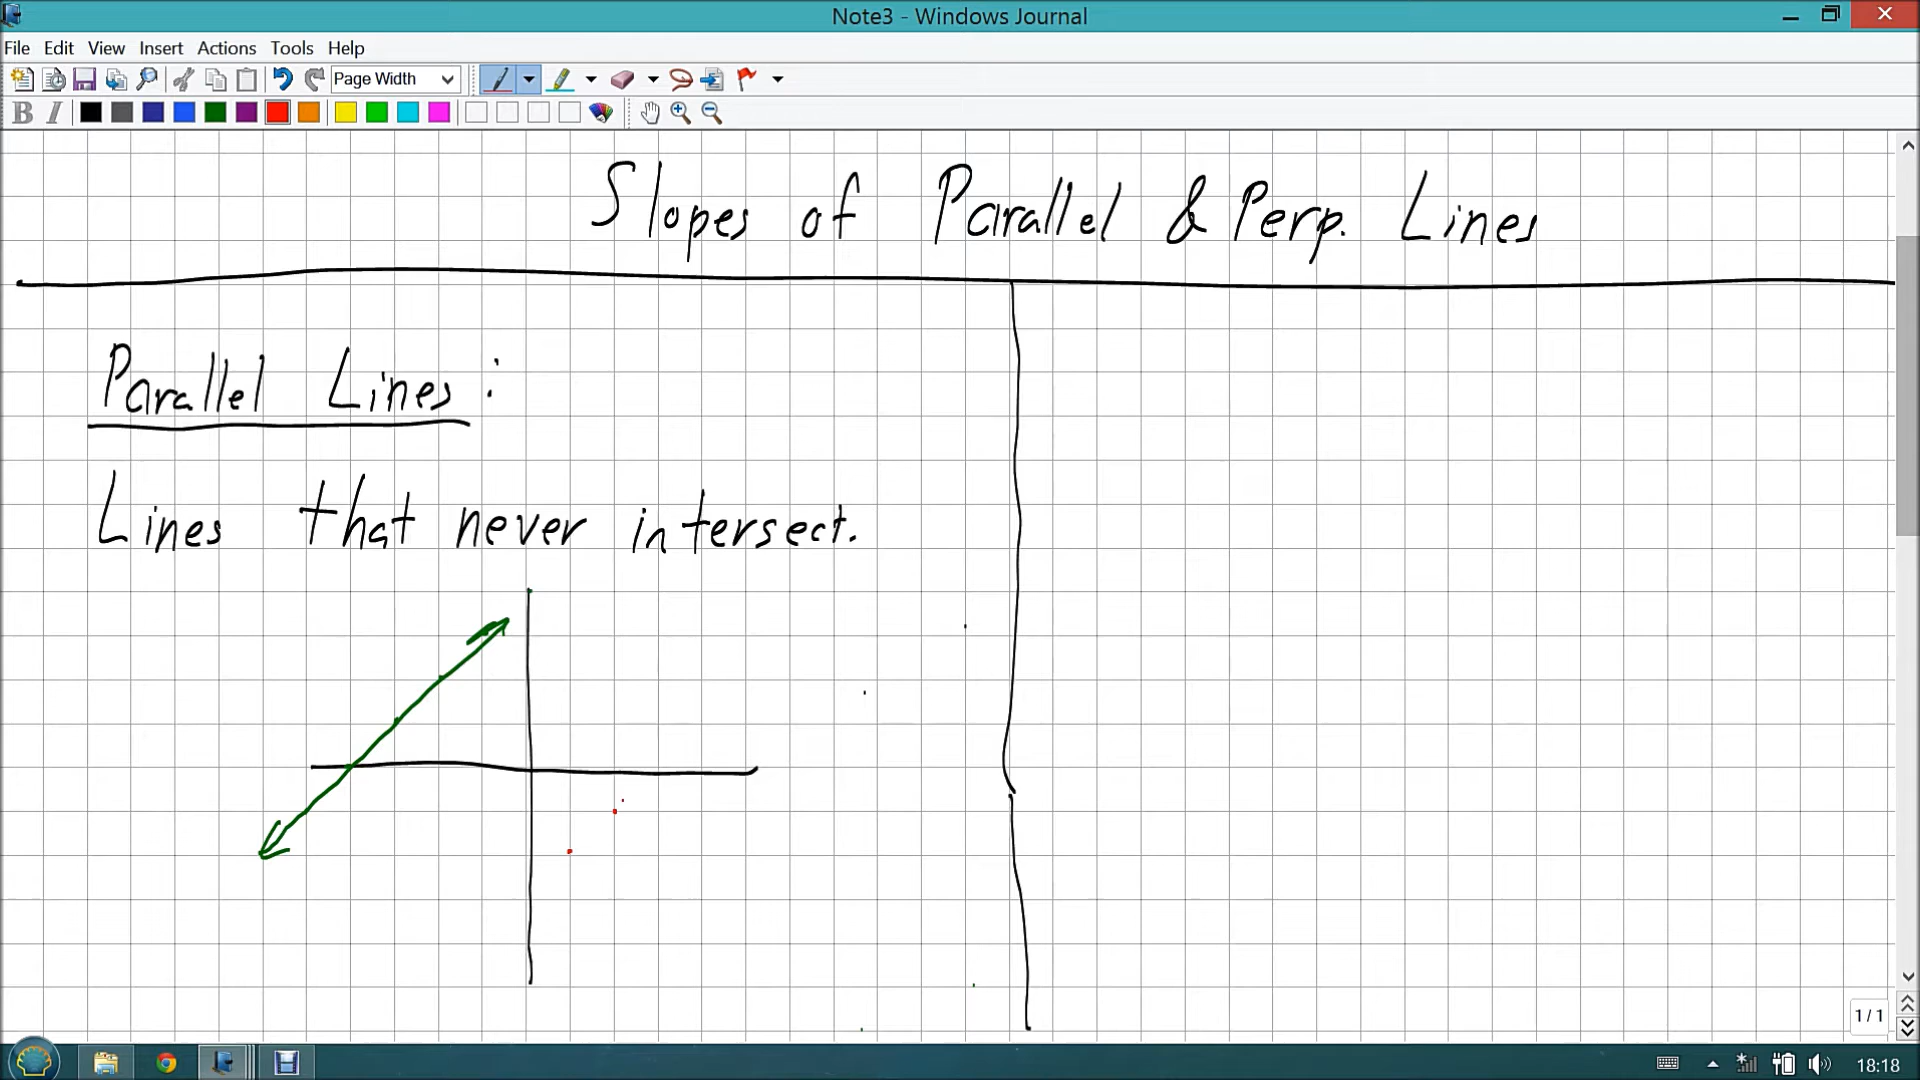 Note3 - Windows Journal
File Edit View Insert Actions Tools Help
Page Width
B I
Slopes of Parallel & Perp. Lines
Parallel Lines:
Lines that never intersect.
1 / 1
18:18